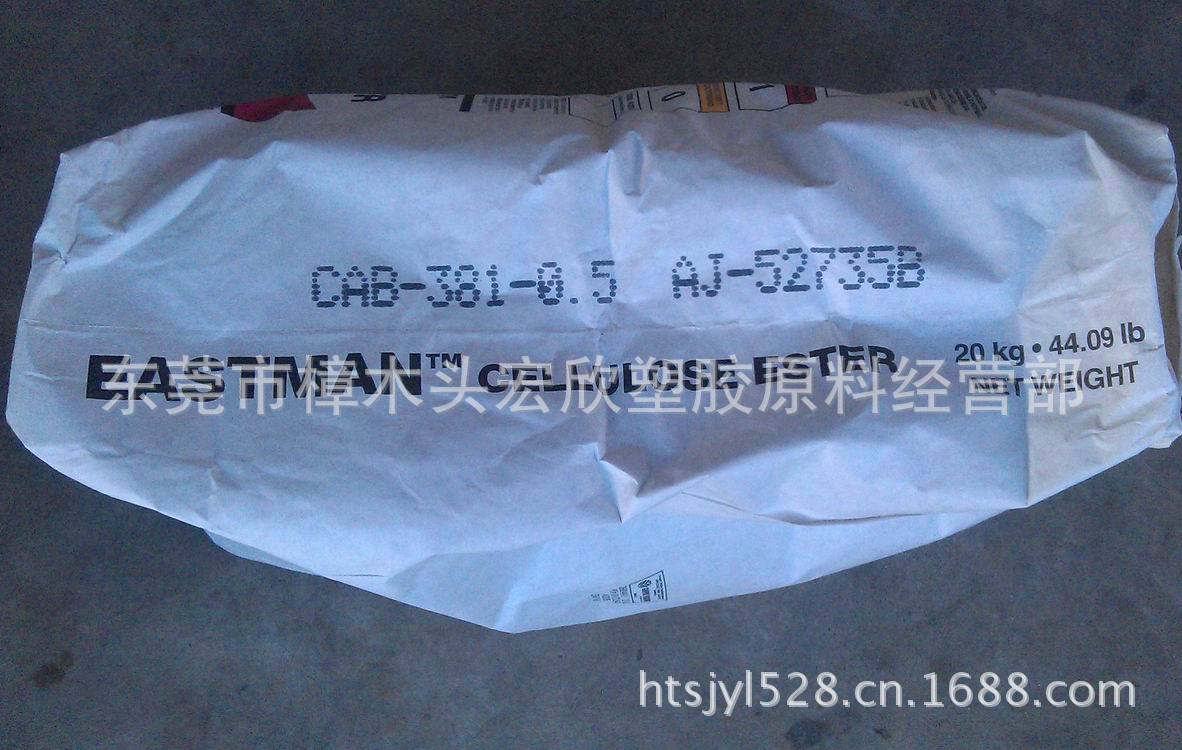 CAB-381-0.5 AJ-52735B
EASTMAN™ CELLULOSE ESTER
20 kg • 44.09 lb
NET WEIGHT
东莞市樟木头宏欣塑胶原料经营部
htsjyl528.cn.1688.com